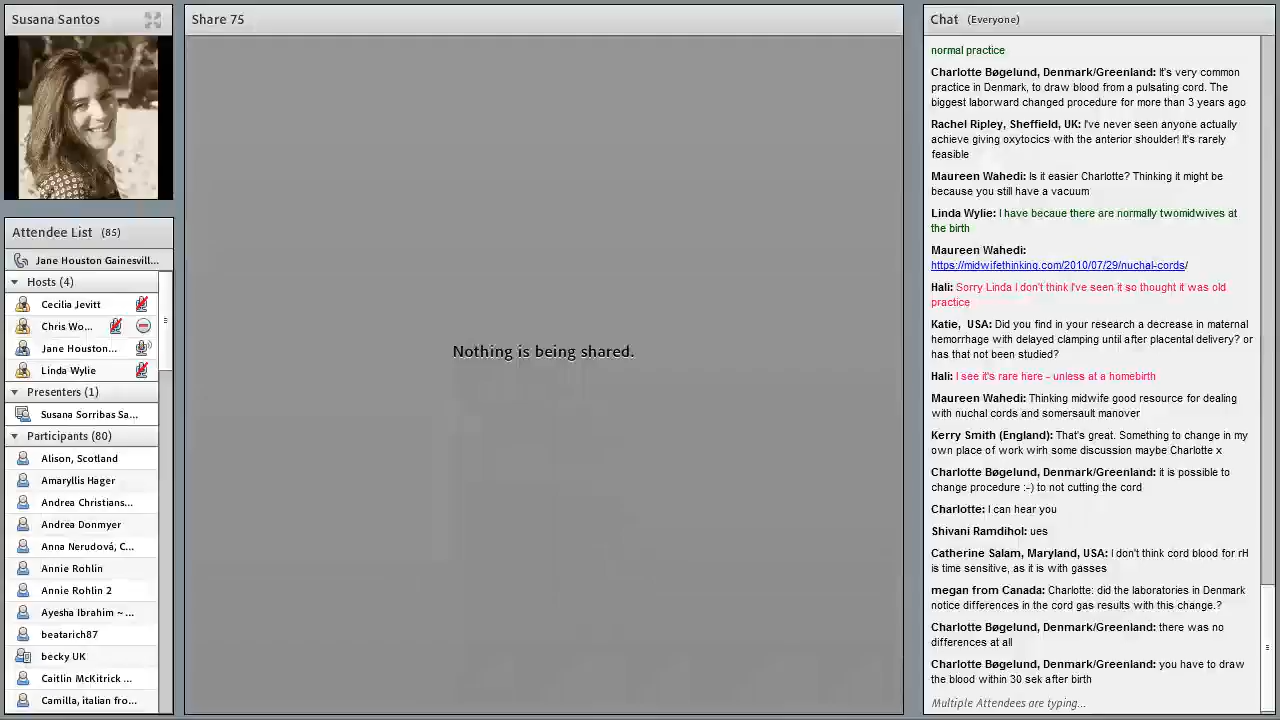 Susana Santos
Attendee List (85)
Jane Houston Gainesvill...
Hosts (4)
Cecilia Jevitt
Chris Wo...
Jane Houston...
Linda Wylie
Presenters (1)
Susana Sorribas Sa...
Participants (80)
Alison, Scotland
Amaryllis Hager
Andrea Christians...
Andrea Donmyer
Anna Nerudová, C...
Annie Rohlin
Annie Rohlin 2
Ayesha Ibrahim ~ ...
beatarich87
becky UK
Caitlin McKitrick ...
Camilla, italian fro...
Share 75
Nothing is being shared.
Chat (Everyone)
normal practice
Charlotte Bøgelund, Denmark/Greenland: It's very common
practice in Denmark, to draw blood from a pulsating cord. The
biggest laborward changed procedure for more than 3 years ago
Rachel Ripley, Sheffield, UK: I've never seen anyone actually
achieve giving oxytocics with the anterior shoulder! It's rarely
feasible
Maureen Wahedi: Is it easier Charlotte? Thinking it might be
because you still have a vacuum
Linda Wylie: I have becaue there are normally twomidwives at
the birth
Maureen Wahedi:
https://midwifethinking.com/2010/07/29/nuchal-cords/
Hali: Sorry Linda I don't think I've seen it so thought it was old
practice
Katie, USA: Did you find in your research a decrease in maternal
hemorrhage with delayed clamping until after placental delivery? or
has that not been studied?
Hali: I see it's rare here - unless at a homebirth
Maureen Wahedi: Thinking midwife good resource for dealing
with nuchal cords and somersault manover
Kerry Smith (England): That's great. Something to change in my
own place of work wirh some discussion maybe Charlotte x
Charlotte Bøgelund, Denmark/Greenland: it is possible to
change procedure :-) to not cutting the cord
Charlotte: I can hear you
Shivani Ramdihol: ues
Catherine Salam, Maryland, USA: I don't think cord blood for rH
is time sensitive, as it is with gasses
megan from Canada: Charlotte: did the laboratories in Denmark
notice differences in the cord gas results with this change.?
Charlotte Bøgelund, Denmark/Greenland: there was no
differences at all
Charlotte Bøgelund, Denmark/Greenland: you have to draw
the blood within 30 sek after birth
Multiple Attendees are typing...